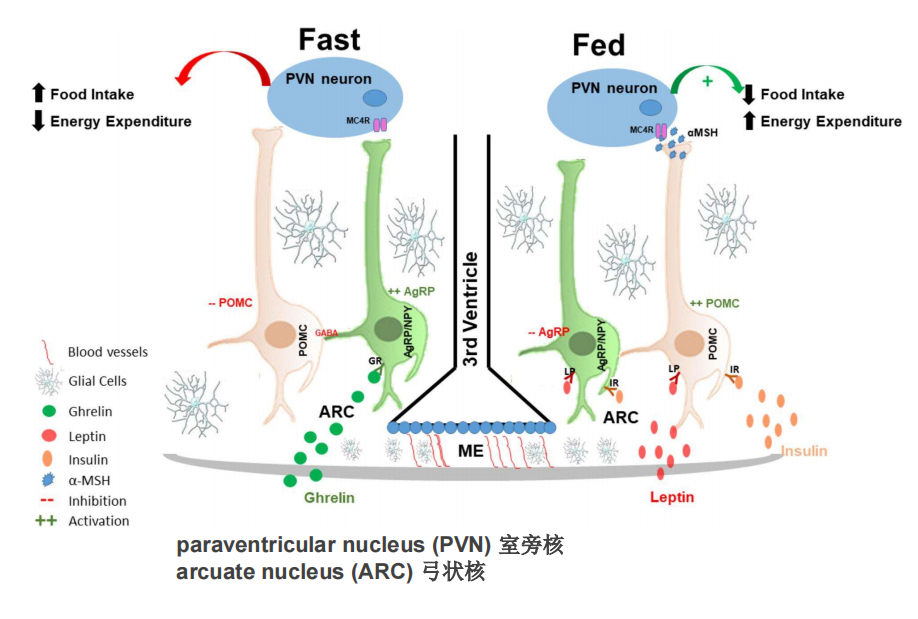 Fast
Fed
PVN neuron
MC4R
Food Intake
Energy Expenditure
PVN neuron
MC4R
αMSH
+
Food Intake
Energy Expenditure
-- POMC
POMC
GABA
++ AgRP
AgRP/NPY
GR
ARC
3rd Ventricle
-- AgRP
AgRP/NPY
LP
IR
ARC
++ POMC
POMC
LP
IR
ME
Ghrelin
Leptin
Insulin
Blood vessels
Glial Cells
Ghrelin
Leptin
Insulin
α-MSH
-- Inhibition
++ Activation
paraventricular nucleus (PVN) 室旁核
arcuate nucleus (ARC) 弓状核